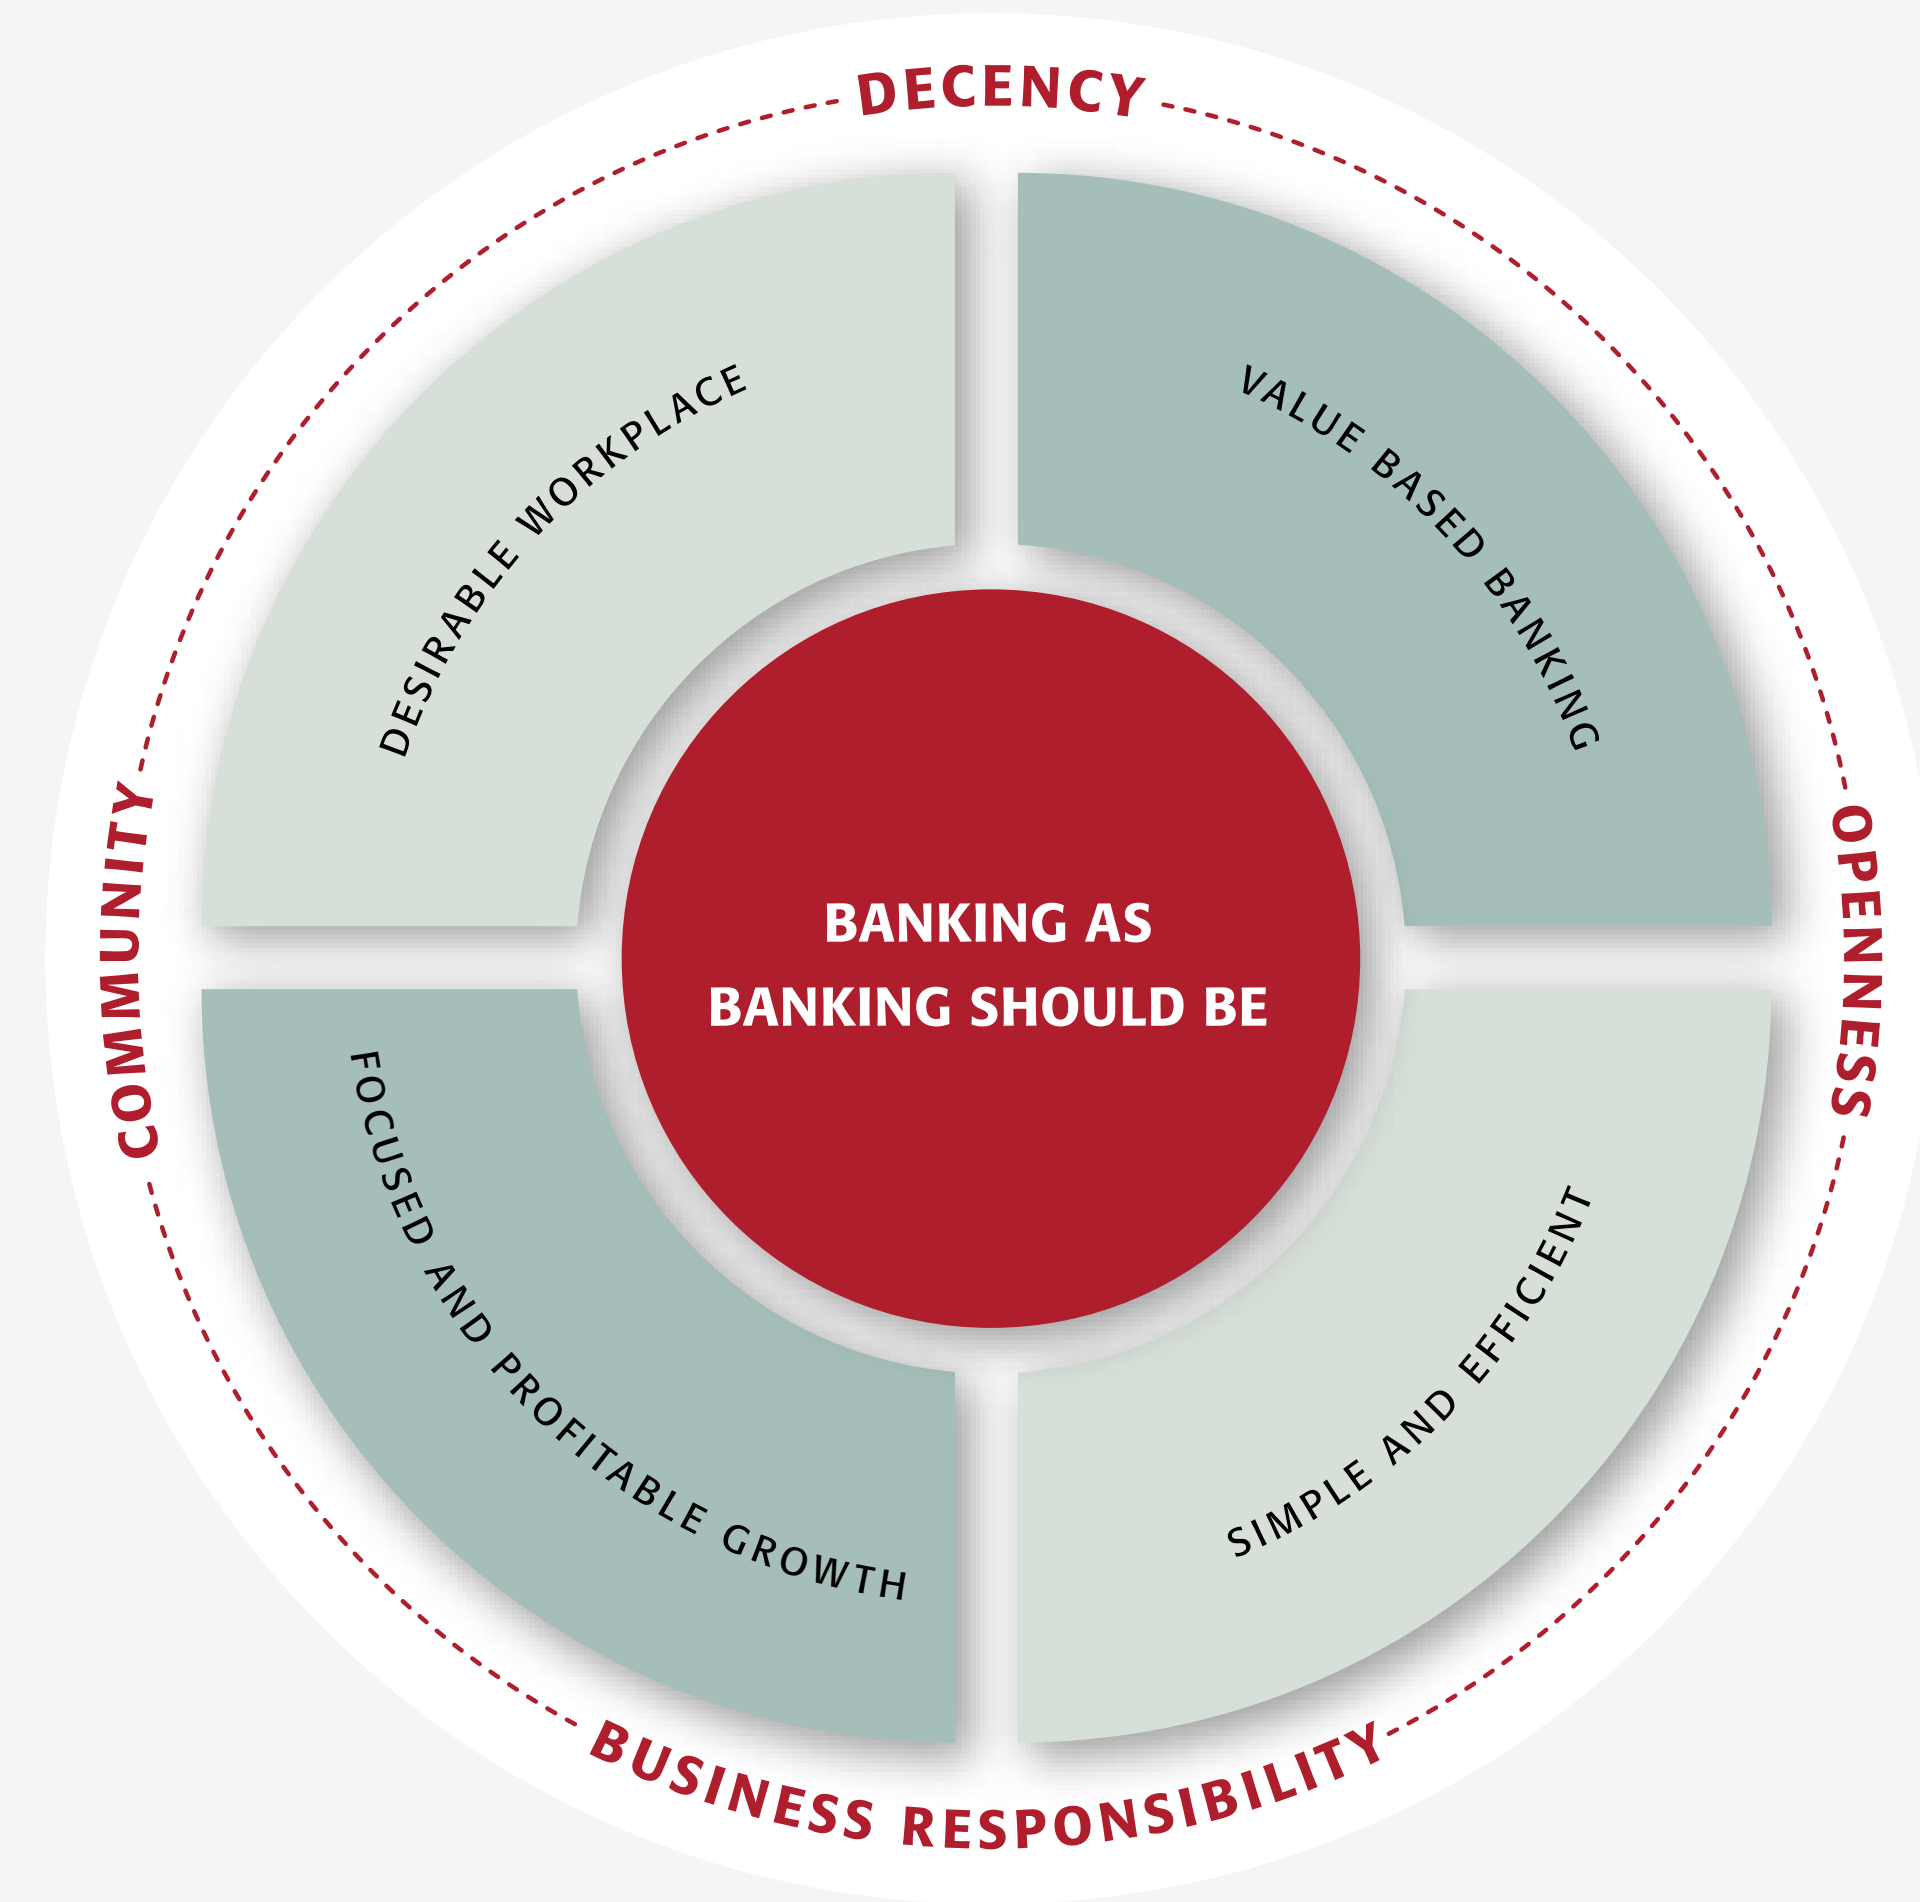 DECENCY
DESIRABLE WORKPLACE
VALUE BASED BANKING
COMMUNITY
OPENNESS
BANKING AS
BANKING SHOULD BE
FOCUSED AND PROFITABLE GROWTH
SIMPLE AND EFFICIENT
BUSINESS RESPONSIBILITY